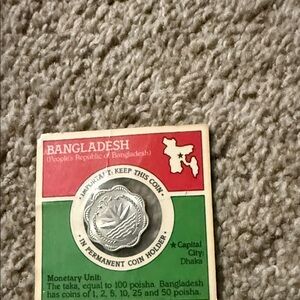 BANGLADESH
(People's Republic of Bangladesh)
IMPORTANT: KEEP THIS COIN
IN PERMANENT COIN HOLDER
★ Capital
City:
Dhaka
Monetary Unit:
The taka, equal to 100 poisha. Bangladesh
has coins of 1, 2, 5, 10, 25 and 50 poisha.